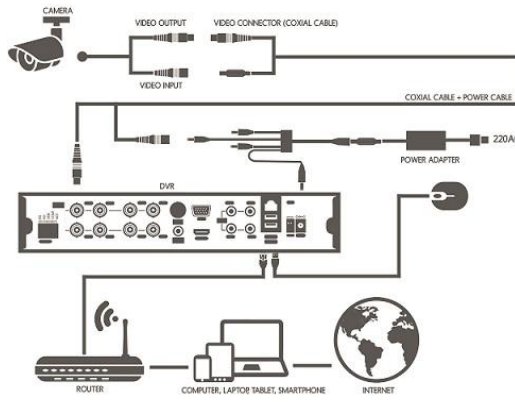 CAMERA
VIDEO OUTPUT
VIDEO CONNECTOR (COXIAL CABLE)
VIDEO INPUT
COXIAL CABLE + POWER CABLE
220A
POWER ADAPTER
DVR
ROUTER
COMPUTER, LAPTOP, TABLET, SMARTPHONE
INTERNET